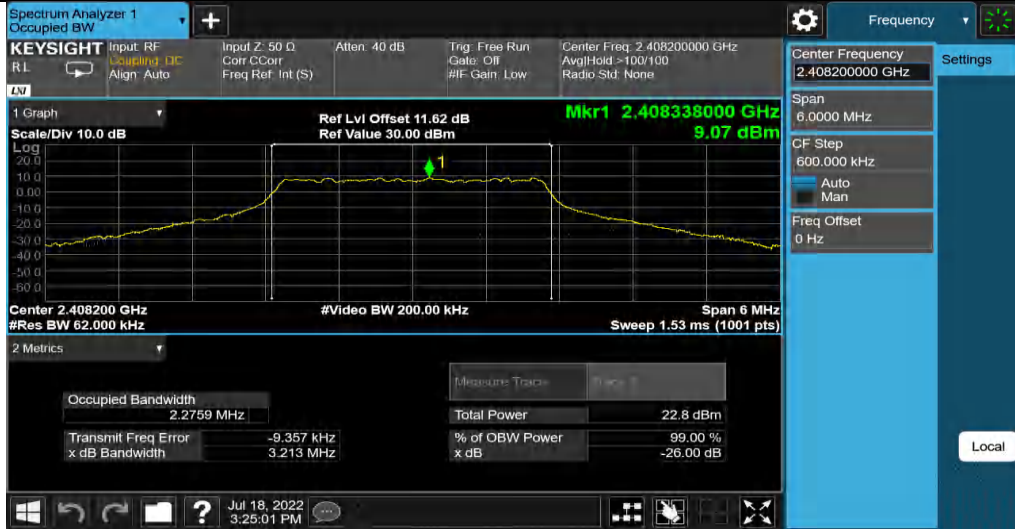 Spectrum Analyzer 1
Occupied BW
+
Frequency
KEYSIGHT
RL
LXI
Input: RF
Coupling: DC
Align: Auto
Input Z: 50 Ω
Corr CCorr
Freq Ref: Int (S)
Atten: 40 dB
Trig: Free Run
Gate: Off
#IF Gain: Low
Center Freq: 2.408200000 GHz
Avg|Hold >100/100
Radio Std: None
Center Frequency
2.408200000 GHz
Settings
Span
6.0000 MHz
CF Step
600.000 kHz
Auto
Man
Freq Offset
0 Hz
1 Graph
Scale/Div 10.0 dB
Ref Lvl Offset 11.62 dB
Ref Value 30.00 dBm
Mkr1 2.408338000 GHz
9.07 dBm
Log
20.0
10.0
0.00
-10.0
-20.0
-30.0
-40.0
-50.0
-60.0
1
Center 2.408200 GHz
#Res BW 62.000 kHz
#Video BW 200.00 kHz
Span 6 MHz
Sweep 1.53 ms (1001 pts)
2 Metrics
Measure Trace
Trace 1
Occupied Bandwidth
2.2759 MHz
Total Power 22.8 dBm
Transmit Freq Error -9.357 kHz
% of OBW Power 99.00 %
x dB Bandwidth 3.213 MHz
x dB -26.00 dB
Local
?
Jul 18, 2022
3:25:01 PM